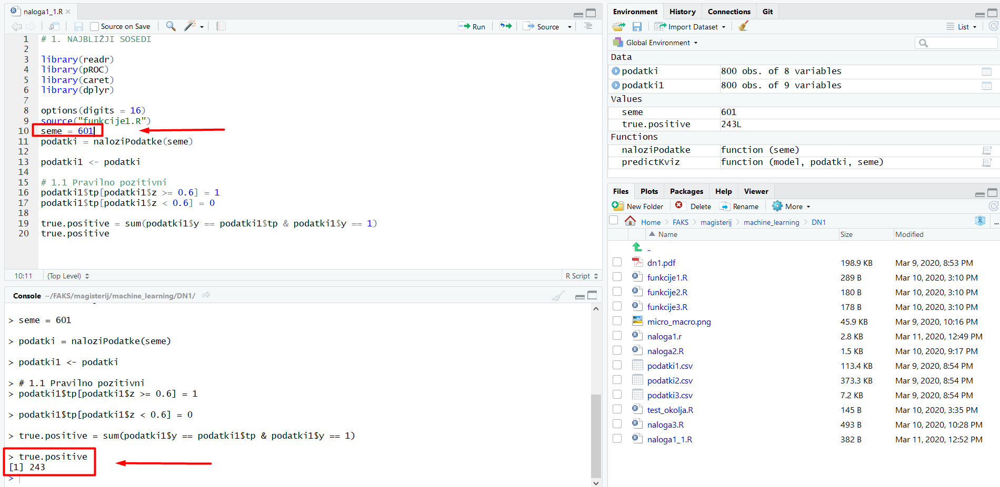 naloga1_1.R
Source on Save
Run
Source
1 # 1. NAJBLIŽJI SOSEDI
2
3 library(readr)
4 library(pROC)
5 library(caret)
6 library(dplyr)
7
8 options(digits = 16)
9 source("funkcije1.R")
10 seme = 601
11 podatki = naloziPodatke(seme)
12
13 podatki1 <- podatki
14
15 # 1.1 Pravilno pozitivni
16 podatki1$tp[podatki1$z >= 0.6] = 1
17 podatki1$tp[podatki1$z < 0.6] = 0
18
19 true.positive = sum(podatki1$y == podatki1$tp & podatki1$y == 1)
20 true.positive
10:11 (Top Level) R Script
Console ~/FAKS/magisterij/machine_learning/DN1/
> seme = 601
> podatki = naloziPodatke(seme)
> podatki1 <- podatki
> # 1.1 Pravilno pozitivni
> podatki1$tp[podatki1$z >= 0.6] = 1
> podatki1$tp[podatki1$z < 0.6] = 0
> true.positive = sum(podatki1$y == podatki1$tp & podatki1$y == 1)
> true.positive
[1] 243
>
Environment History Connections Git
Import Dataset List
Global Environment
Data
podatki 800 obs. of 8 variables
podatki1 800 obs. of 9 variables
Values
seme 601
true.positive 243L
Functions
naloziPodatke function (seme)
predictKviz function (model, podatki, seme)
Files Plots Packages Help Viewer
New Folder Delete Rename More
Home FAKS magisterij machine_learning DN1 ...
Name Size Modified
..
dn1.pdf 198.9 KB Mar 9, 2020, 8:53 PM
funkcije1.R 289 B Mar 10, 2020, 3:10 PM
funkcije2.R 180 B Mar 10, 2020, 3:10 PM
funkcije3.R 178 B Mar 10, 2020, 3:10 PM
micro_macro.png 45.9 KB Mar 9, 2020, 10:16 PM
naloga1.r 2.8 KB Mar 11, 2020, 12:49 PM
naloga2.R 1.5 KB Mar 10, 2020, 9:17 PM
podatki1.csv 113.4 KB Mar 9, 2020, 8:54 PM
podatki2.csv 373.3 KB Mar 9, 2020, 8:54 PM
podatki3.csv 7.2 KB Mar 9, 2020, 8:54 PM
test_okolja.R 145 B Mar 10, 2020, 3:35 PM
naloga3.R 493 B Mar 10, 2020, 10:28 PM
naloga1_1.R 382 B Mar 11, 2020, 12:52 PM